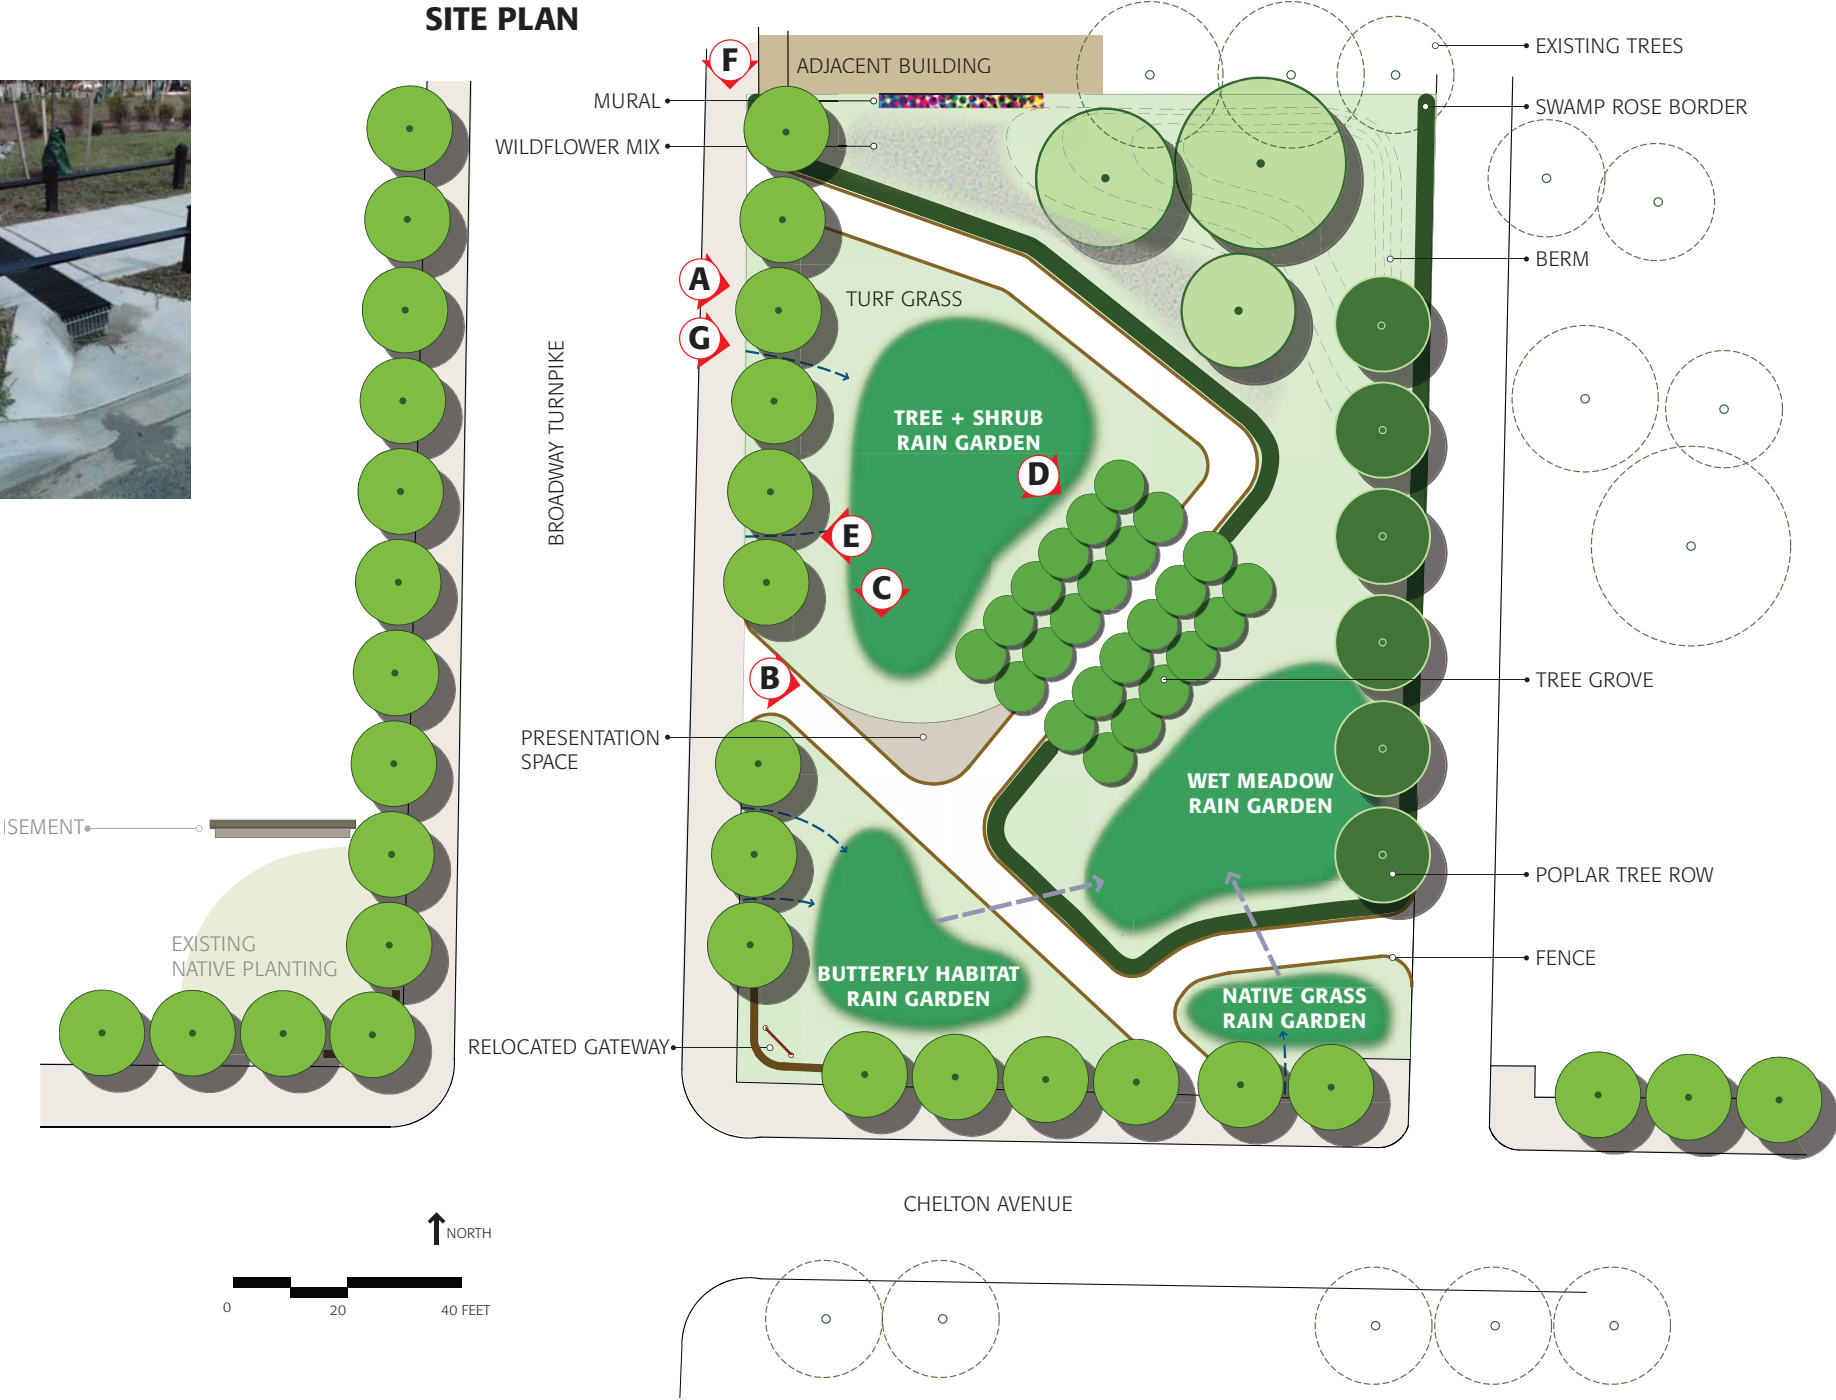 SITE PLAN
F
ADJACENT BUILDING
EXISTING TREES
MURAL
SWAMP ROSE BORDER
WILDFLOWER MIX
BERM
A
TURF GRASS
G
BROADWAY TURNPIKE
TREE + SHRUB
RAIN GARDEN
D
E
C
B
TREE GROVE
PRESENTATION
SPACE
WET MEADOW
RAIN GARDEN
ISEMENT
POPLAR TREE ROW
EXISTING
NATIVE PLANTING
FENCE
BUTTERFLY HABITAT
RAIN GARDEN
NATIVE GRASS
RAIN GARDEN
RELOCATED GATEWAY
CHELTON AVENUE
NORTH
0 20 40 FEET